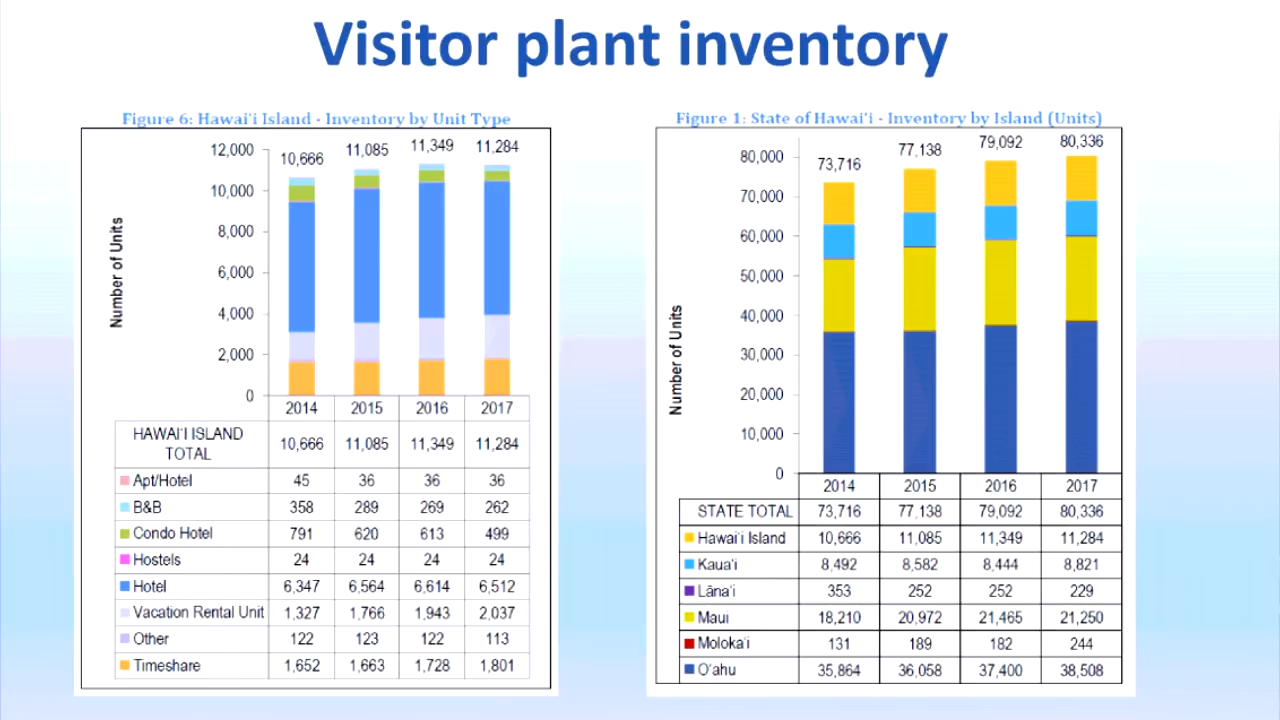 Visitor plant inventory
Figure 6: Hawai'i Island - Inventory by Unit Type
Number of Units
12,000
10,000
8,000
6,000
4,000
2,000
0
10,666 11,085 11,349 11,284
2014 2015 2016 2017
HAWAI'I ISLAND TOTAL 10,666 11,085 11,349 11,284
Apt/Hotel 45 36 36 36
B&B 358 289 269 262
Condo Hotel 791 620 613 499
Hostels 24 24 24 24
Hotel 6,347 6,564 6,614 6,512
Vacation Rental Unit 1,327 1,766 1,943 2,037
Other 122 123 122 113
Timeshare 1,652 1,663 1,728 1,801
Figure 1: State of Hawai'i - Inventory by Island (Units)
Number of Units
80,000
70,000
60,000
50,000
40,000
30,000
20,000
10,000
0
73,716 77,138 79,092 80,336
2014 2015 2016 2017
STATE TOTAL 73,716 77,138 79,092 80,336
Hawai'i Island 10,666 11,085 11,349 11,284
Kaua'i 8,492 8,582 8,444 8,821
Lāna'i 353 252 252 229
Maui 18,210 20,972 21,465 21,250
Moloka'i 131 189 182 244
O'ahu 35,864 36,058 37,400 38,508